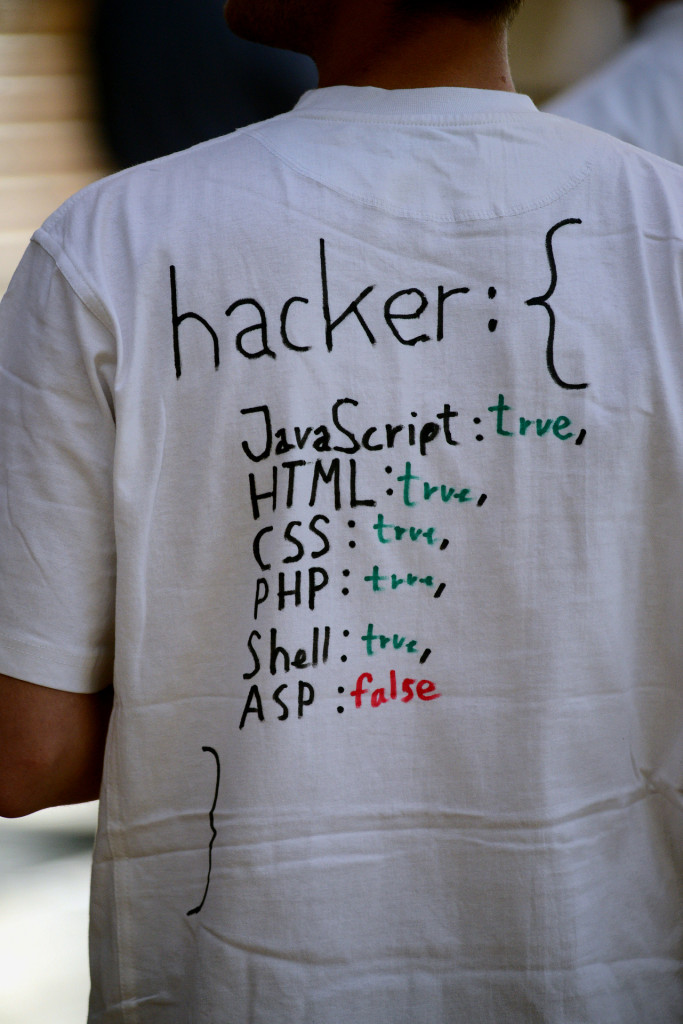 hacker: {
JavaScript: true,
HTML: true,
CSS: true,
PHP: true,
Shell: true,
ASP: false
}